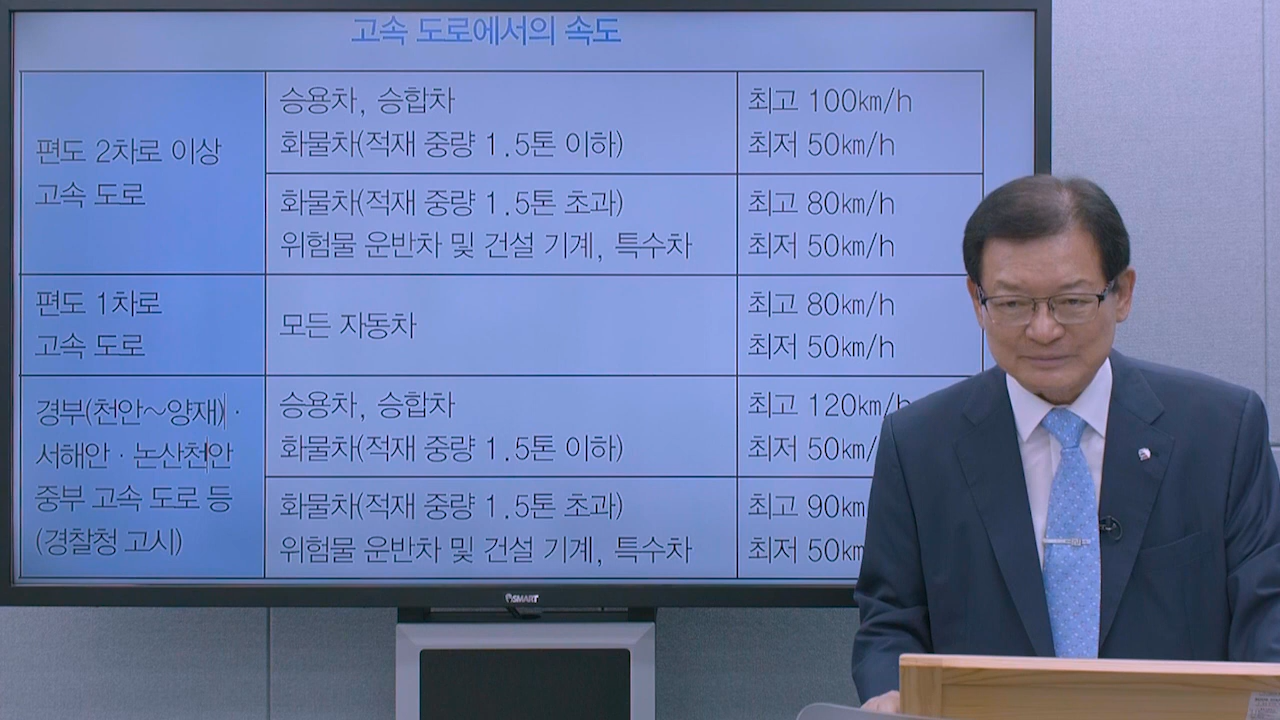 고속 도로에서의 속도
편도 2차로 이상
고속 도로
승용차, 승합차
화물차(적재 중량 1.5톤 이하)
최고 100km/h
최저 50km/h
화물차(적재 중량 1.5톤 초과)
위험물 운반차 및 건설 기계, 특수차
최고 80km/h
최저 50km/h
편도 1차로
고속 도로
모든 자동차
최고 80km/h
최저 50km/h
경부(천안~양재)·
서해안·논산천안
중부 고속 도로 등
(경찰청 고시)
승용차, 승합차
화물차(적재 중량 1.5톤 이하)
최고 120km/h
최저 50km/
화물차(적재 중량 1.5톤 초과)
위험물 운반차 및 건설 기계, 특수차
최고 90km
최저 50km
SMART